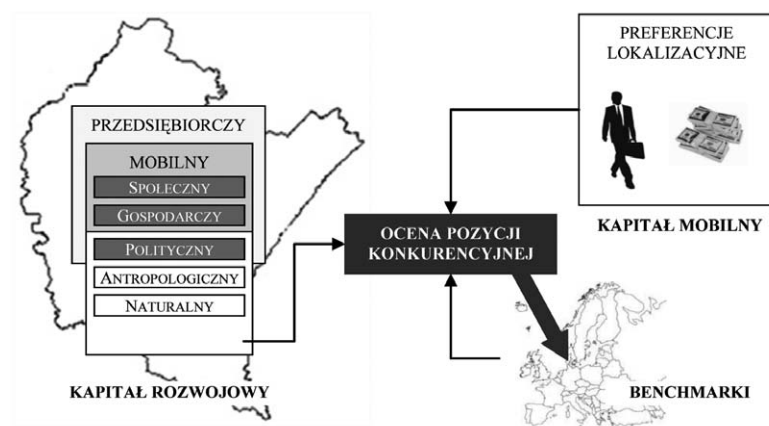 PRZEDSIĘBIORCZY
MOBILNY
SPOŁECZNY
GOSPODARCZY
POLITYCZNY
ANTROPOLOGICZNY
NATURALNY
KAPITAŁ ROZWOJOWY
OCENA POZYCJI
KONKURENCYJNEJ
PREFERENCJE
LOKALIZACYJNE
KAPITAŁ MOBILNY
BENCHMARKI